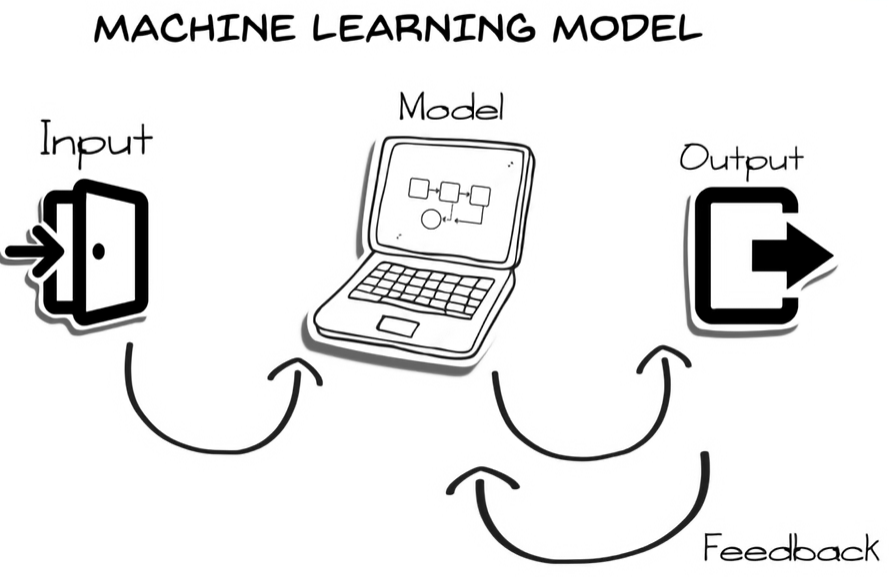 MACHINE LEARNING MODEL
Input
Model
Output
Feedback